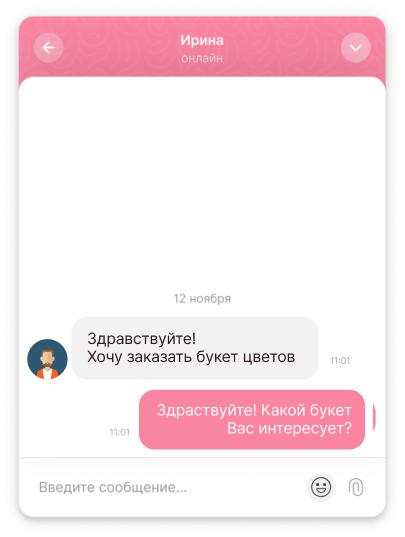 Ирина
онлайн
12 ноября
Здравствуйте!
Хочу заказать букет цветов
11:01
Здраствуйте! Какой букет
Вас интересует?
11:01
Введите сообщение...